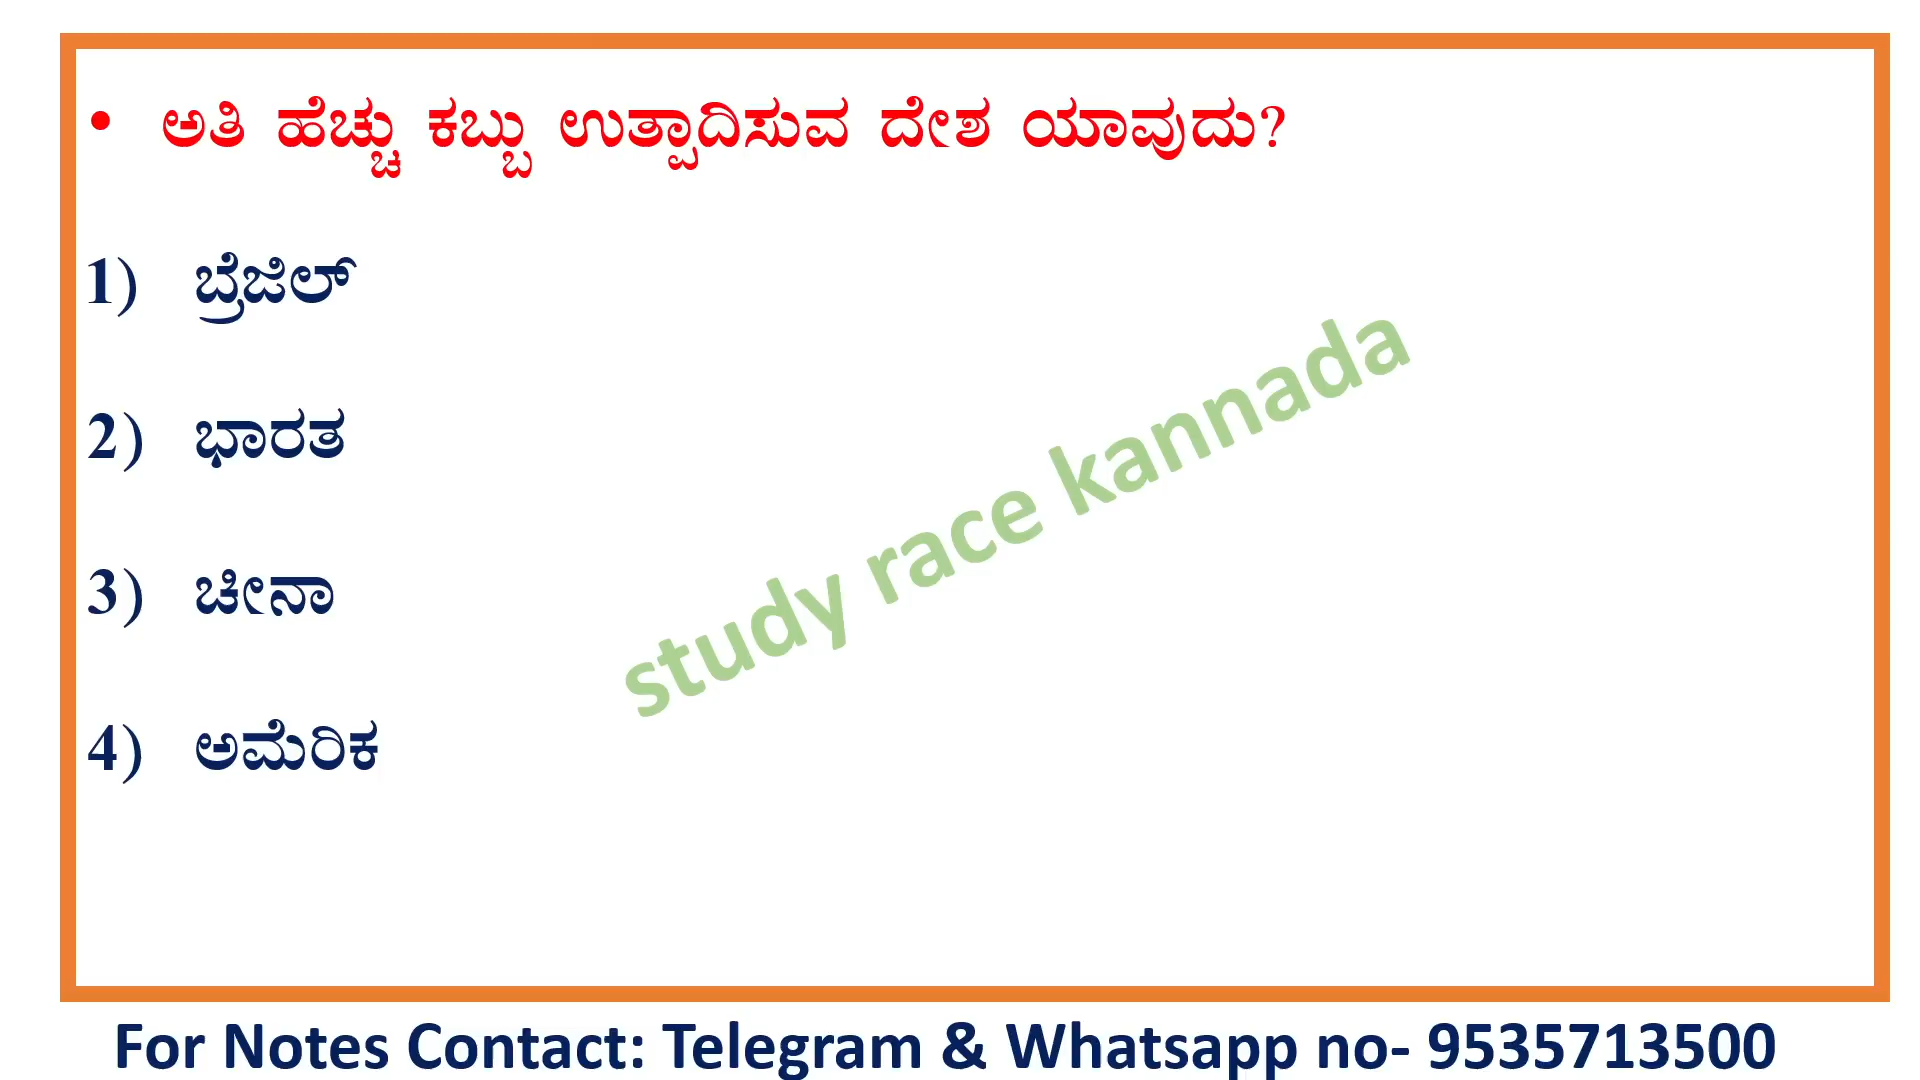 • ಅತಿ ಹೆಚ್ಚು ಕಬ್ಬು ಉತ್ಪಾದಿಸುವ ದೇಶ ಯಾವುದು?
1) ಬ್ರೆಜಿಲ್
2) ಭಾರತ
study race kannada
3) ಚೀನಾ
4) ಅಮೆರಿಕ
For Notes Contact: Telegram & Whatsapp no- 9535713500